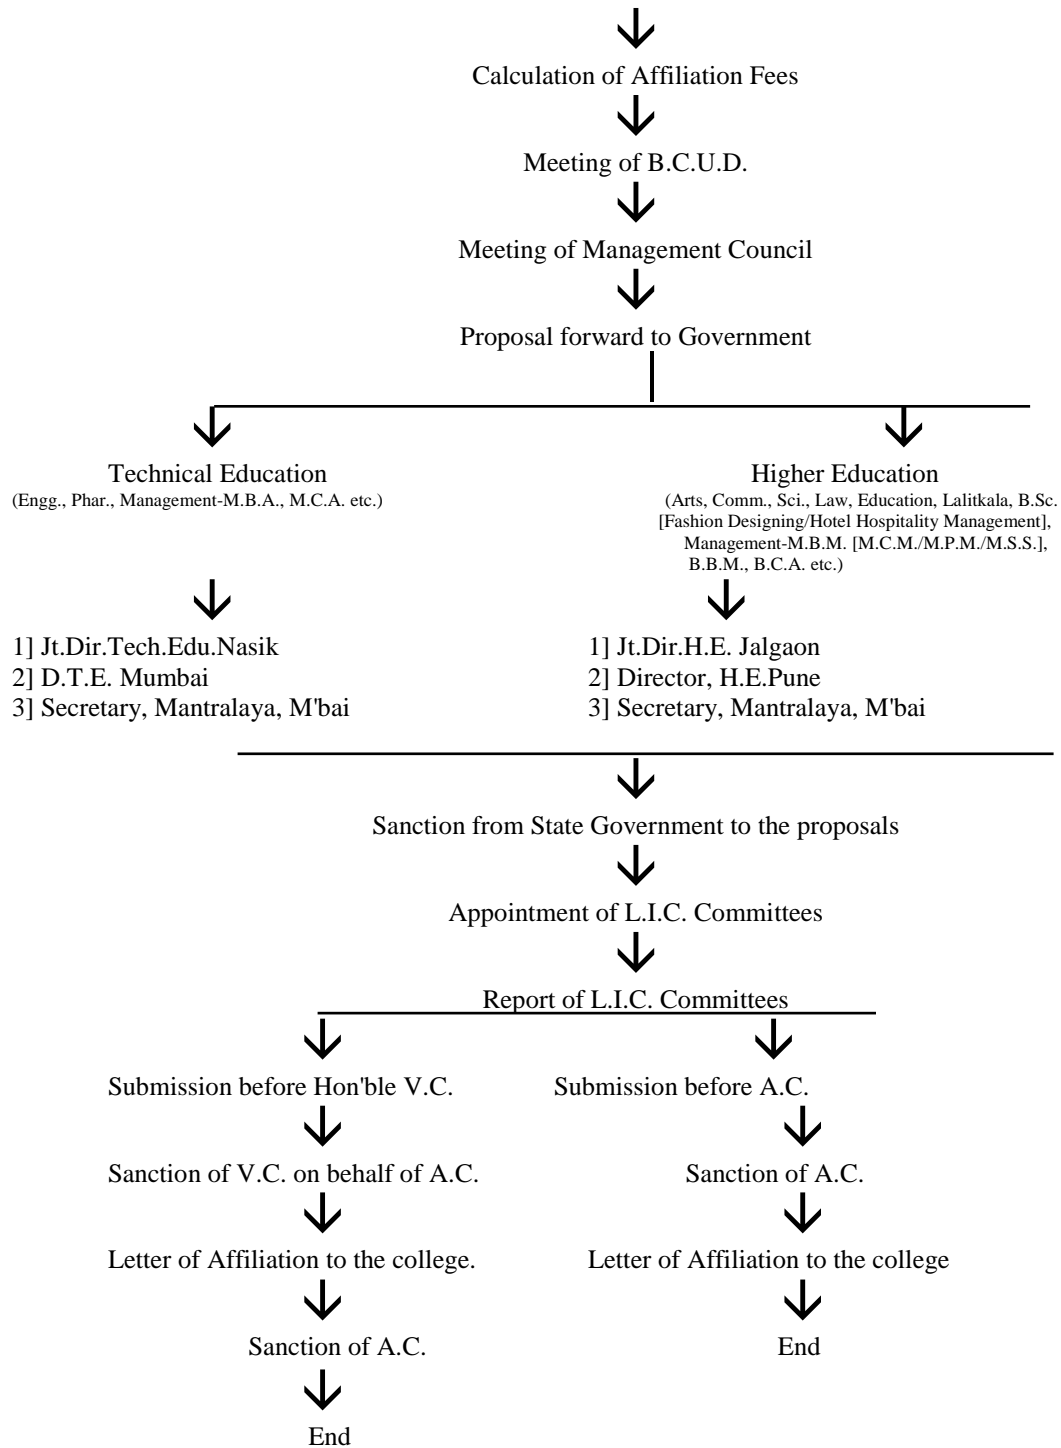 Calculation of Affiliation Fees
Meeting of B.C.U.D.
Meeting of Management Council
Proposal forward to Government
Technical Education
(Engg., Phar., Management-M.B.A., M.C.A. etc.)
Higher Education
(Arts, Comm., Sci., Law, Education, Lalitkala, B.Sc.
[Fashion Designing/Hotel Hospitality Management],
Management-M.B.M. [M.C.M./M.P.M./M.S.S.],
B.B.M., B.C.A. etc.)
1] Jt.Dir.Tech.Edu.Nasik
2] D.T.E. Mumbai
3] Secretary, Mantralaya, M'bai
1] Jt.Dir.H.E. Jalgaon
2] Director, H.E.Pune
3] Secretary, Mantralaya, M'bai
Sanction from State Government to the proposals
Appointment of L.I.C. Committees
Report of L.I.C. Committees
Submission before Hon'ble V.C.
Submission before A.C.
Sanction of V.C. on behalf of A.C.
Sanction of A.C.
Letter of Affiliation to the college.
Letter of Affiliation to the college
Sanction of A.C.
End
End